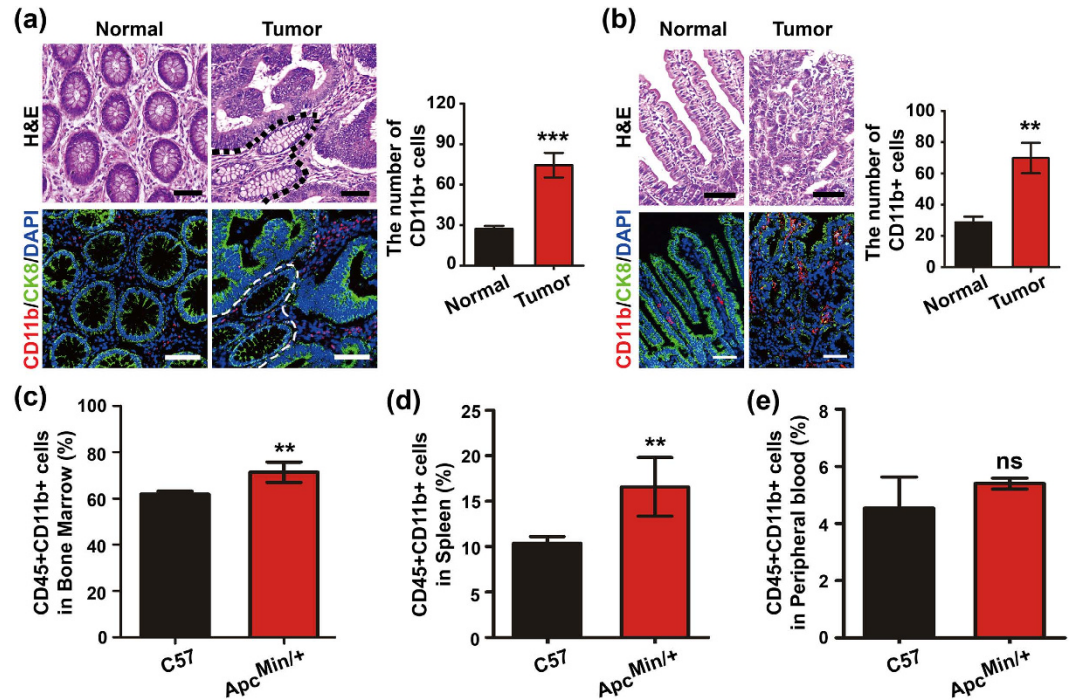 (a)
Normal
Tumor
H&E
CD11b/CK8/DAPI
The number of
CD11b+ cells
120
90
60
30
0
***
Normal
Tumor
(b)
Normal
Tumor
H&E
CD11b/CK8/DAPI
The number of
CD11b+ cells
100
80
60
40
20
0
**
Normal
Tumor
(c)
CD45+CD11b+ cells
in Bone Marrow (%)
100
80
60
40
20
0
**
C57
ApcMin/+
(d)
CD45+CD11b+ cells
in Spleen (%)
25
20
15
10
5
0
**
C57
ApcMin/+
(e)
CD45+CD11b+ cells
in Peripheral blood (%)
8
6
4
2
0
ns
C57
ApcMin/+